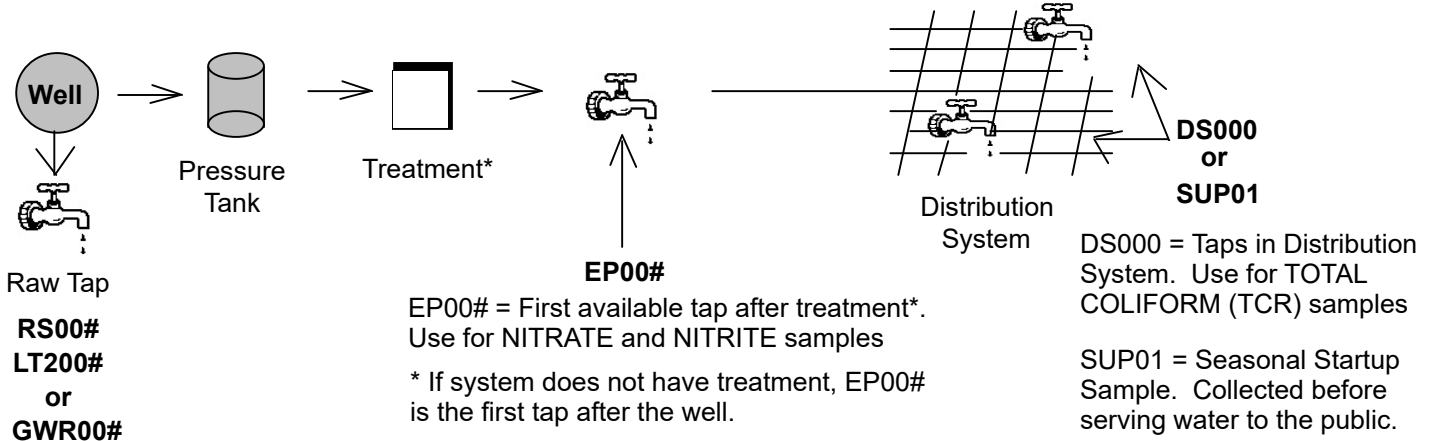 Well
Pressure
Tank
Treatment*
Raw Tap
RS00#
LT200#
or
GWR00#
EP00#
EP00# = First available tap after treatment*.
Use for NITRATE and NITRITE samples
* If system does not have treatment, EP00#
is the first tap after the well.
Distribution
System
DS000
or
SUP01
DS000 = Taps in Distribution
System. Use for TOTAL
COLIFORM (TCR) samples
SUP01 = Seasonal Startup
Sample. Collected before
serving water to the public.